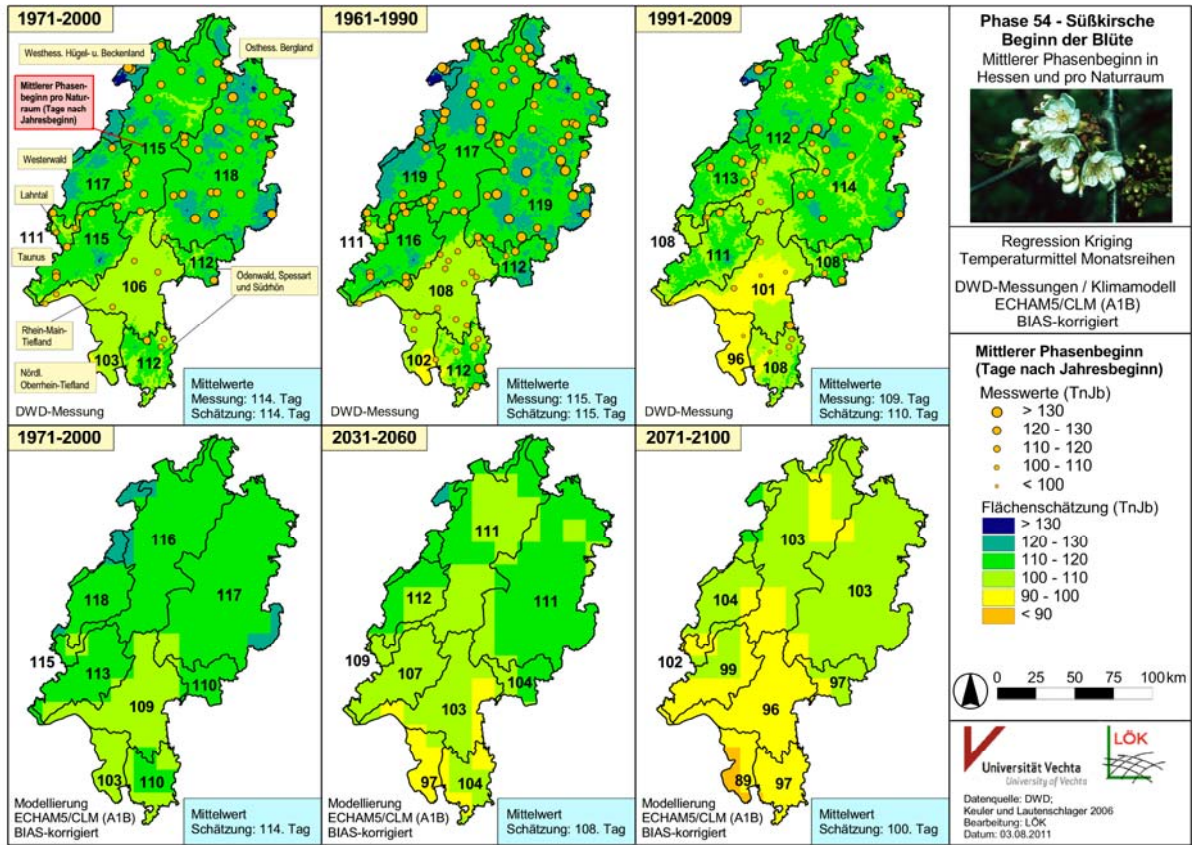 1971-2000
Westhess. Hügel- u. Beckenland
Osthess. Bergland
Mittlerer Phasen-
beginn pro Natur-
raum (Tage nach
Jahresbeginn)
115
Westerwald
118
117
Lahntal
111
115
Taunus
112
106
Odenwald, Spessart
und Südrhön
Rhein-Main-
Tiefland
103
112
Nördl.
Oberrhein-Tiefland
DWD-Messung
Mittelwerte
Messung: 114. Tag
Schätzung: 114. Tag
1961-1990
117
119
119
111
116
112
108
102
112
DWD-Messung
Mittelwerte
Messung: 115. Tag
Schätzung: 115. Tag
1991-2009
112
113
114
108
111
108
101
96
108
DWD-Messung
Mittelwerte
Messung: 109. Tag
Schätzung: 110. Tag
1971-2000
116
118
117
115
113
110
109
103
110
Modellierung
ECHAM5/CLM (A1B)
BIAS-korrigiert
Mittelwert
Schätzung: 114. Tag
2031-2060
111
112
111
109
107
104
103
97
104
Modellierung
ECHAM5/CLM (A1B)
BIAS-korrigiert
Mittelwert
Schätzung: 108. Tag
2071-2100
103
104
103
102
99
97
96
89
97
Modellierung
ECHAM5/CLM (A1B)
BIAS-korrigiert
Mittelwert
Schätzung: 100. Tag
Phase 54 - Süßkirsche
Beginn der Blüte
Mittlerer Phasenbeginn in
Hessen und pro Naturraum
Regression Kriging
Temperaturmittel Monatsreihen
DWD-Messungen / Klimamodell
ECHAM5/CLM (A1B)
BIAS-korrigiert
Mittlerer Phasenbeginn
(Tage nach Jahresbeginn)
Messwerte (TnJb)
> 130
120 - 130
110 - 120
100 - 110
< 100
Flächenschätzung (TnJb)
> 130
120 - 130
110 - 120
100 - 110
90 - 100
< 90
0 25 50 75 100 km
Universität Vechta
University of Vechta
LÖK
Datenquelle: DWD;
Keuler und Lautenschlager 2006
Bearbeitung: LÖK
Datum: 03.08.2011